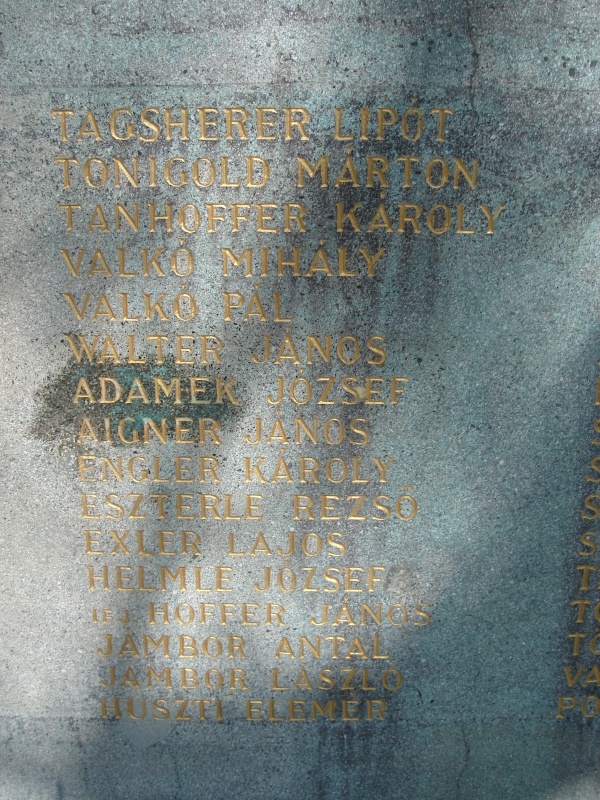 TAGSHERER LIPÓT
TONIGOLD MÁRTON
TANHOFFER KÁROLY
VALKÓ MIHÁLY
VALKÓ PÁL
WALTER JÁNOS
ADAMEK JÓZSEF
AIGNER JÁNOS
ENGLER KÁROLY
ESZTERLE REZSŐ
EXLER LAJOS
HELMLE JÓZSEF
IFJ HOFFER JÁNOS
JÁMBOR ANTAL
JÁMBOR LÁSZLÓ
HUSZTI ELEMÉR